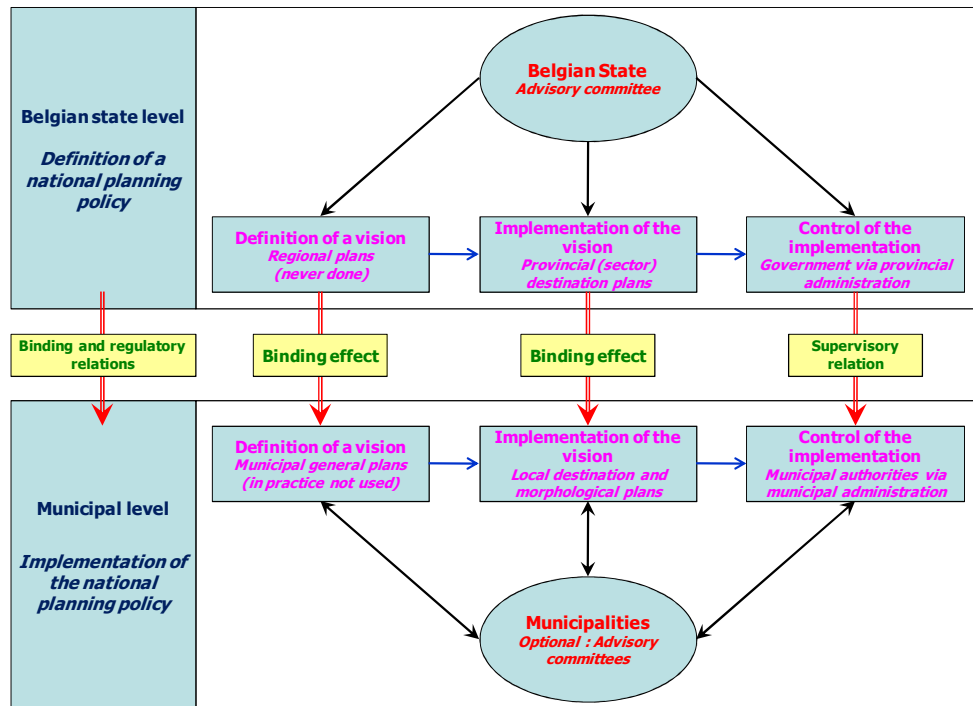 Belgian State
Advisory committee
Belgian state level
Definition of a
national planning
policy
Definition of a vision
Regional plans
(never done)
Implementation of the
vision
Provincial (sector)
destination plans
Control of the
implementation
Government via provincial
administration
Binding and regulatory
relations
Binding effect
Binding effect
Supervisory
relation
Municipal level
Implementation of
the national
planning policy
Definition of a vision
Municipal general plans
(in practice not used)
Implementation of the
vision
Local destination and
morphological plans
Control of the
implementation
Municipal authorities via
municipal administration
Municipalities
Optional : Advisory
committees